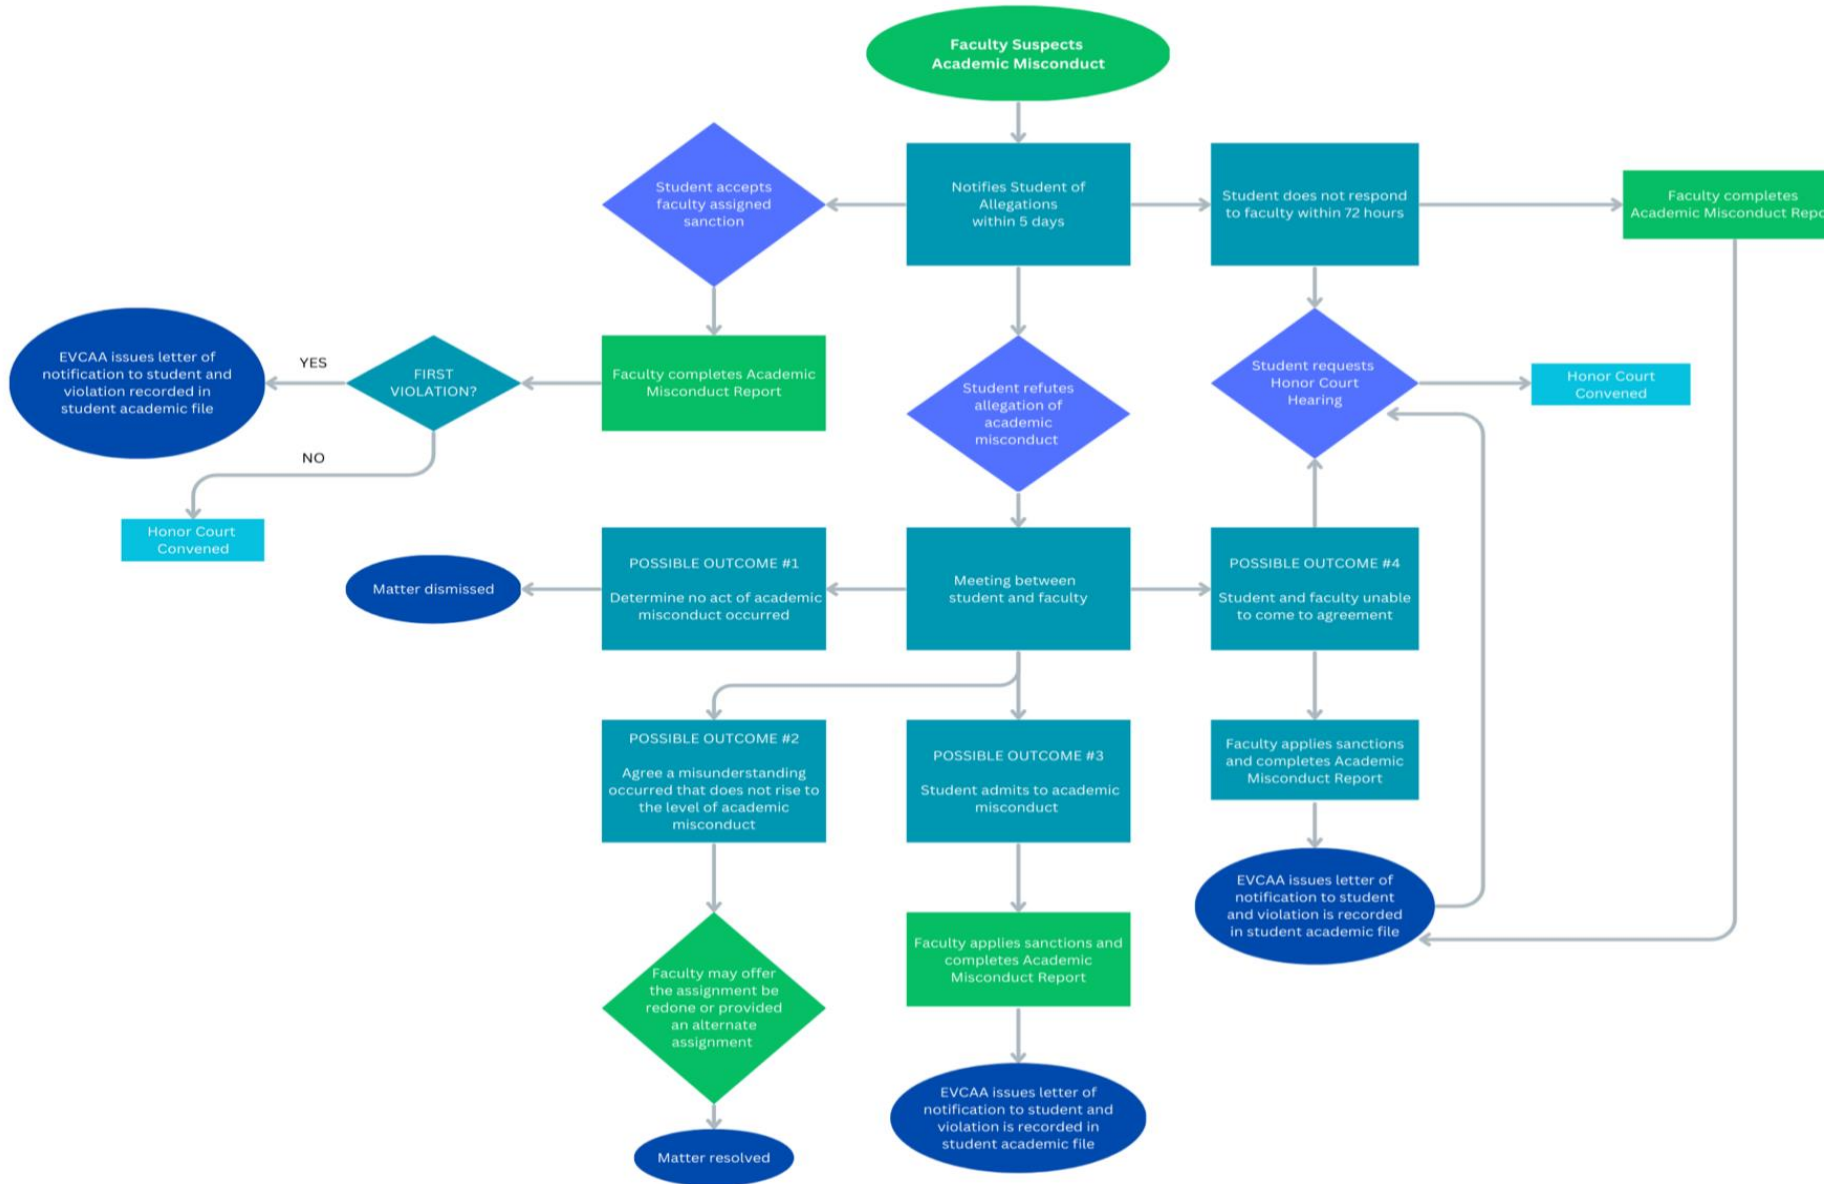 Faculty Suspects
Academic Misconduct
Student accepts
faculty assigned
sanction
Notifies Student of
Allegations
within 5 days
Student does not respond
to faculty within 72 hours
Faculty completes
Academic Misconduct Repo
EVCAA issues letter of
notification to student and
violation recorded in
student academic file
YES
FIRST
VIOLATION?
Faculty completes Academic
Misconduct Report
Student refutes
allegation of
academic
misconduct
Student requests
Honor Court
Hearing
Honor Court
Convened
NO
Honor Court
Convened
Matter dismissed
POSSIBLE OUTCOME #1
Determine no act of academic
misconduct occurred
Meeting between
student and faculty
POSSIBLE OUTCOME #4
Student and faculty unable
to come to agreement
POSSIBLE OUTCOME #2
Agree a misunderstanding
occurred that does not rise to
the level of academic
misconduct
POSSIBLE OUTCOME #3
Student admits to academic
misconduct
Faculty applies sanctions
and completes Academic
Misconduct Report
EVCAA issues letter of
notification to student
and violation is recorded
in student academic file
Faculty may offer
the assignment be
redone or provided
an alternate
assignment
Faculty applies sanctions and
completes Academic
Misconduct Report
Matter resolved
EVCAA issues letter of
notification to student and
violation is recorded in
student academic file